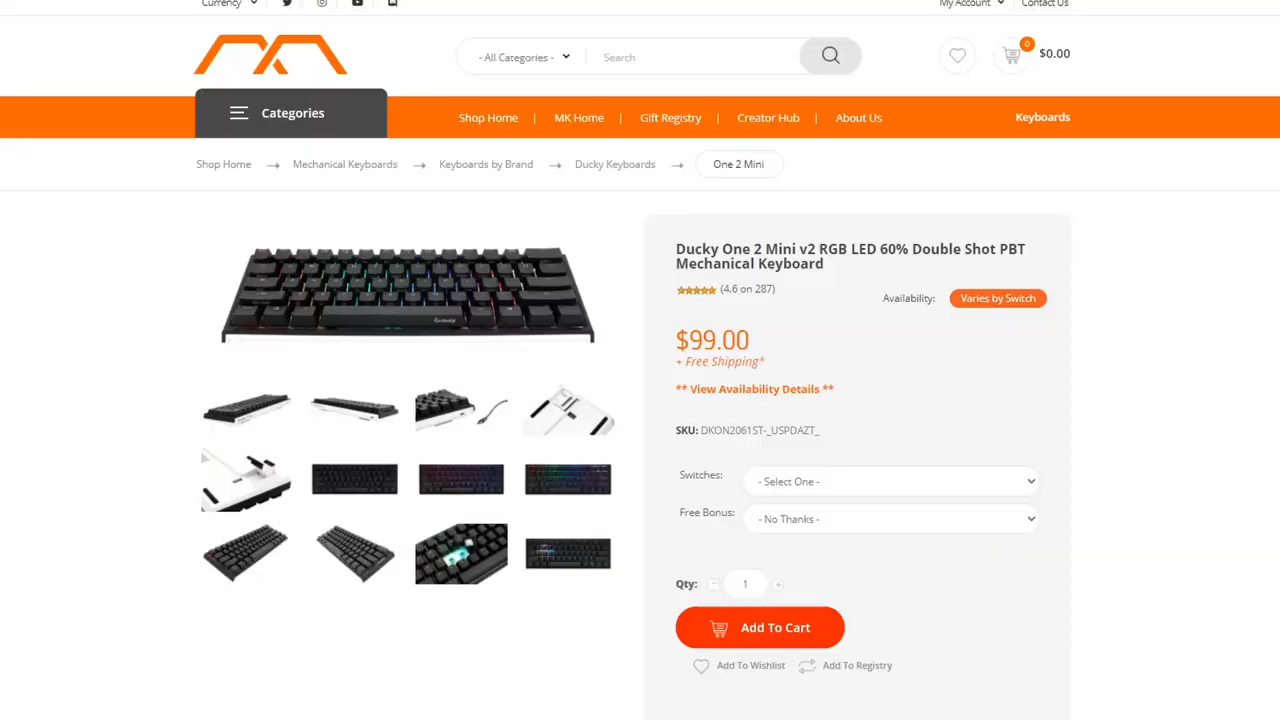 Currency
My Account
Contact Us
- All Categories -
Search
0
$0.00
Categories
Shop Home | MK Home | Gift Registry | Creator Hub | About Us
Keyboards
Shop Home → Mechanical Keyboards → Keyboards by Brand → Ducky Keyboards → One 2 Mini
Ducky One 2 Mini v2 RGB LED 60% Double Shot PBT
Mechanical Keyboard
(4.6 on 287)
Availability: Varies by Switch
$99.00
+ Free Shipping*
** View Availability Details **
SKU: DKON2061ST-_USPDAZT_
Switches: - Select One -
Free Bonus: - No Thanks -
Qty: - 1 +
Add To Cart
Add To Wishlist
Add To Registry